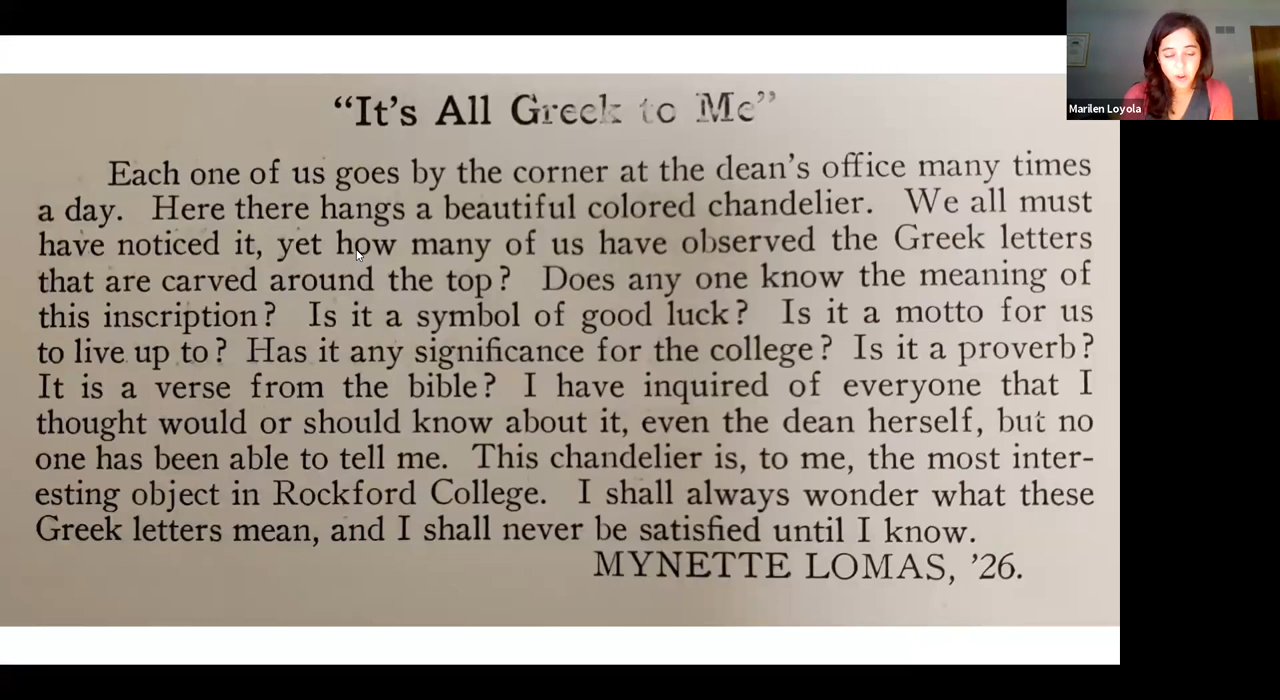 “It’s All Greek to Me”
Each one of us goes by the corner at the dean’s office many times
a day. Here there hangs a beautiful colored chandelier. We all must
have noticed it, yet how many of us have observed the Greek letters
that are carved around the top? Does any one know the meaning of
this inscription? Is it a symbol of good luck? Is it a motto for us
to live up to? Has it any significance for the college? Is it a proverb?
It is a verse from the bible? I have inquired of everyone that I
thought would or should know about it, even the dean herself, but no
one has been able to tell me. This chandelier is, to me, the most inter-
esting object in Rockford College. I shall always wonder what these
Greek letters mean, and I shall never be satisfied until I know.
MYNETTE LOMAS, ’26.
Marilen Loyola